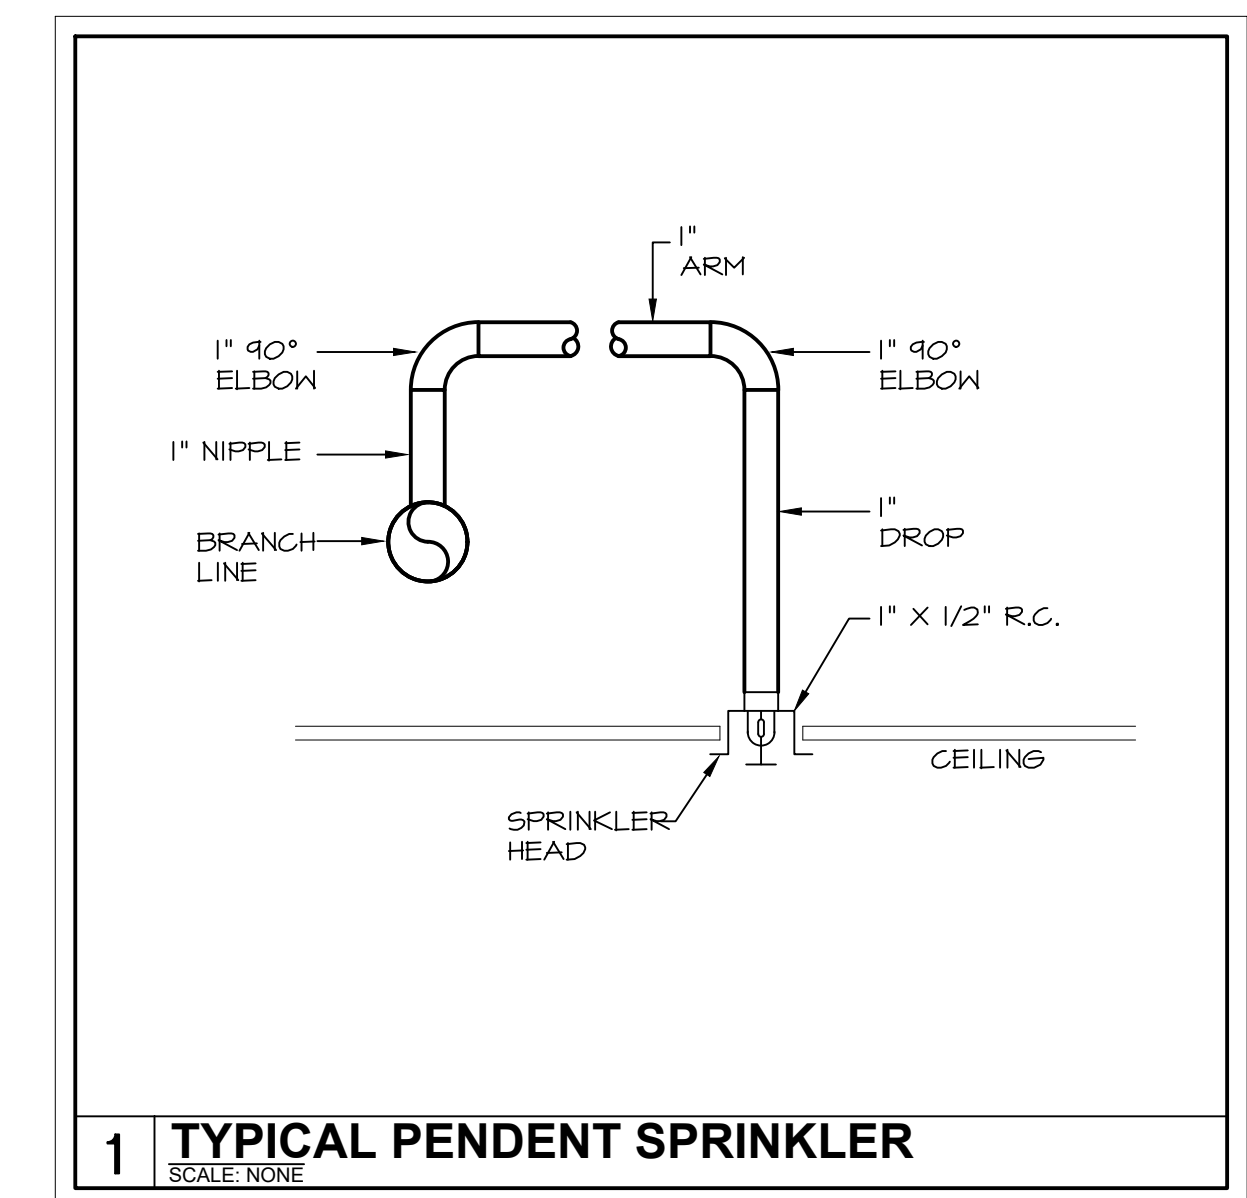 1"
ARM
1" 90°
ELBOW
1" 90°
ELBOW
1" NIPPLE
1"
DROP
BRANCH
LINE
1" X 1/2" R.C.
CEILING
SPRINKLER
HEAD
1
TYPICAL PENDENT SPRINKLER
SCALE: NONE